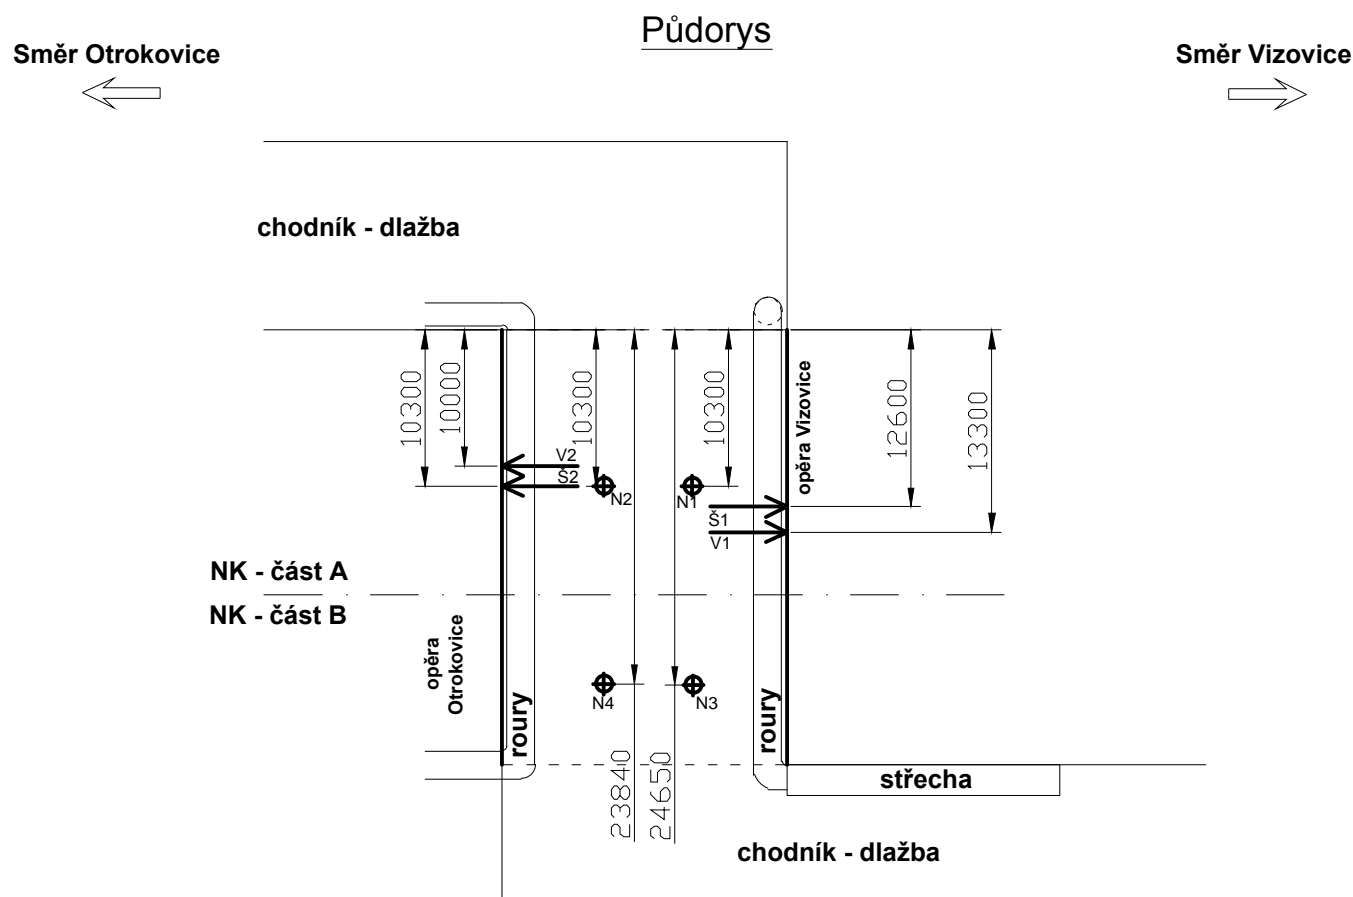 Půdorys
Směr Otrokovice
Směr Vizovice
chodník - dlažba
10300
10000
10300
10300
12600
13300
opěra Vizovice
V2
Š2
N2
N1
Š1
V1
NK - část A
NK - část B
opěra
Otrokovice
roury
N4
N3
roury
23840
24650
střecha
chodník - dlažba